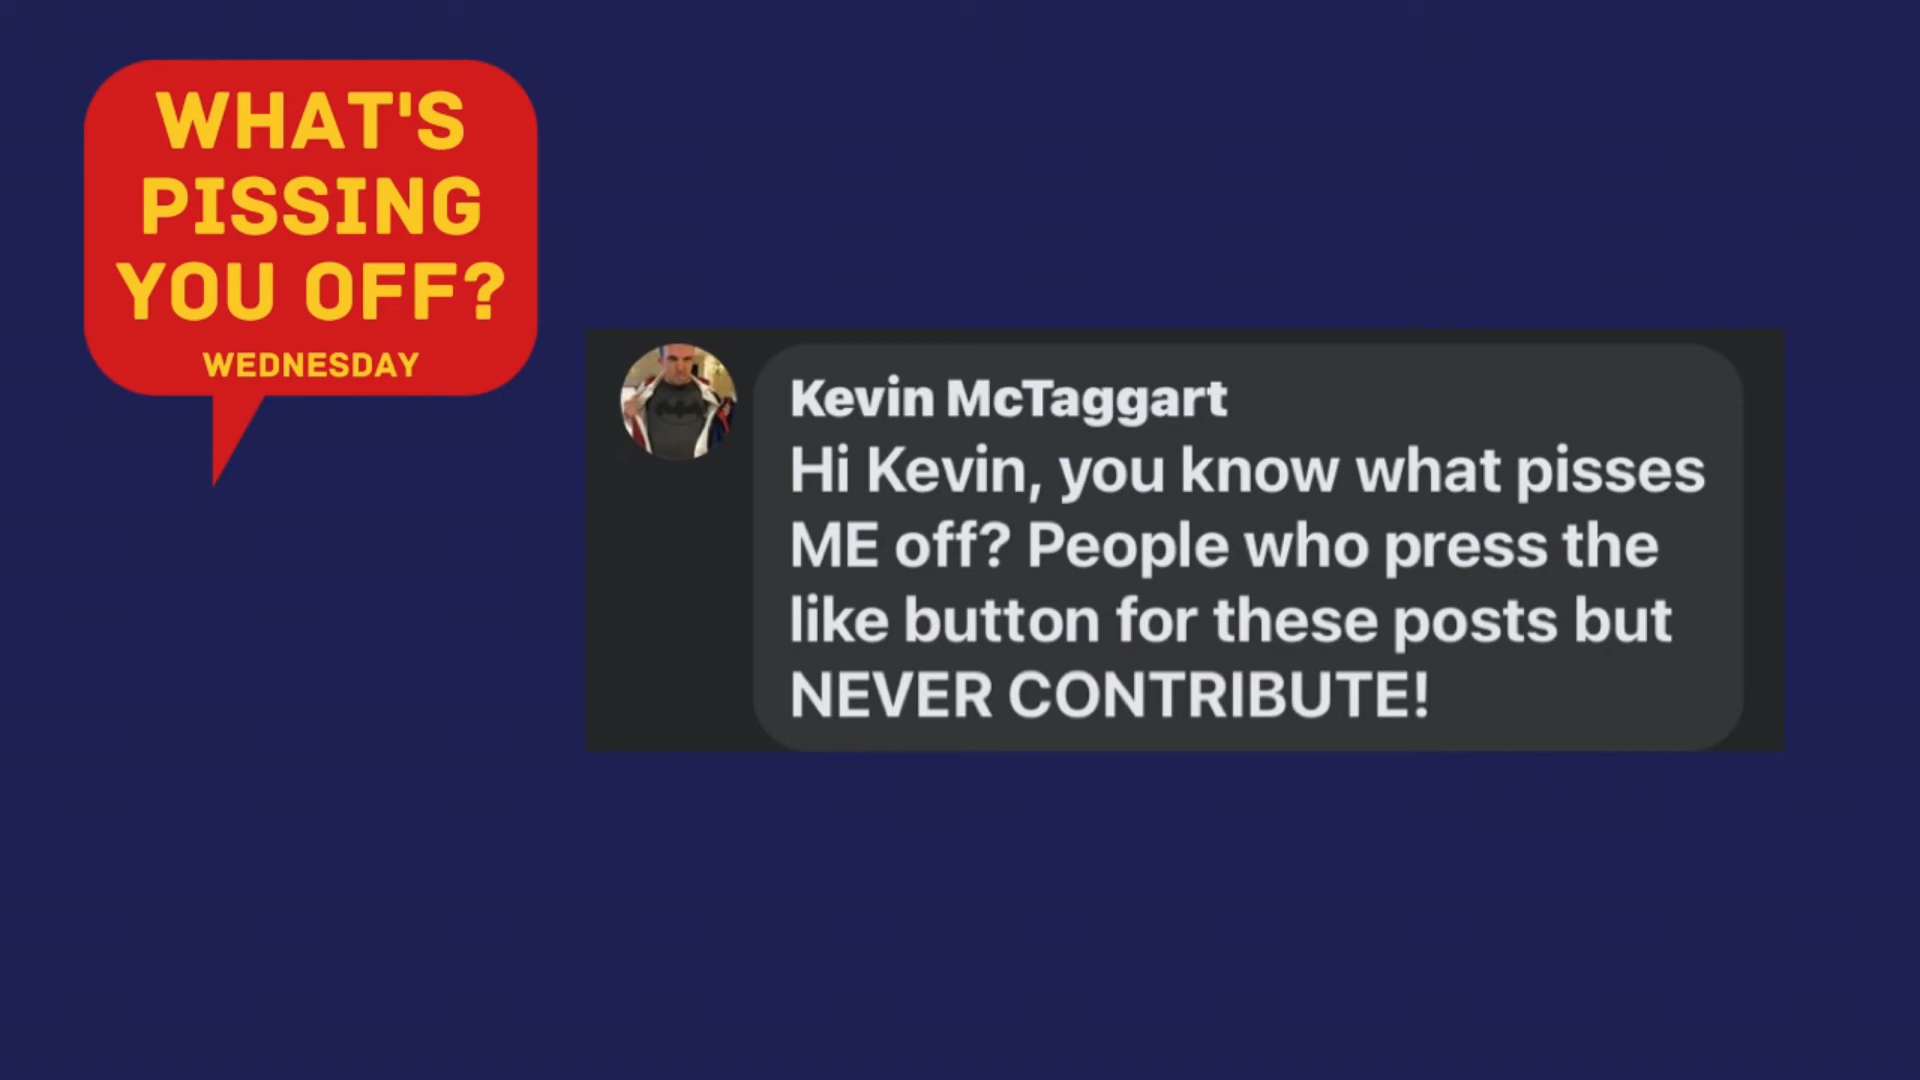 WHAT'S
PISSING
YOU OFF?
WEDNESDAY
Kevin McTaggart
Hi Kevin, you know what pisses
ME off? People who press the
like button for these posts but
NEVER CONTRIBUTE!